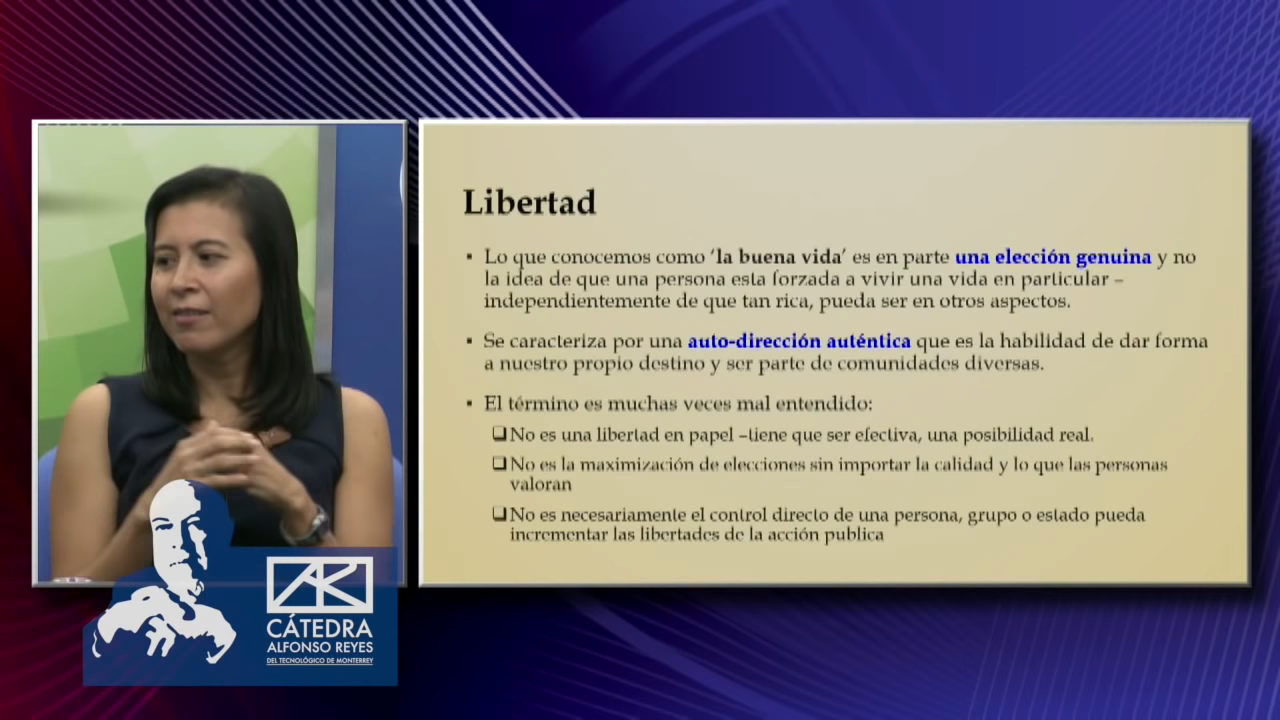 Libertad
▪ Lo que conocemos como ‘la buena vida’ es en parte una elección genuina y no
la idea de que una persona esta forzada a vivir una vida en particular –
independientemente de que tan rica, pueda ser en otros aspectos.
▪ Se caracteriza por una auto-dirección auténtica que es la habilidad de dar forma
a nuestro propio destino y ser parte de comunidades diversas.
▪ El término es muchas veces mal entendido:
❑No es una libertad en papel –tiene que ser efectiva, una posibilidad real.
❑No es la maximización de elecciones sin importar la calidad y lo que las personas
valoran
❑No es necesariamente el control directo de una persona, grupo o estado pueda
incrementar las libertades de la acción publica
AR
CÁTEDRA
ALFONSO REYES
DEL TECNOLÓGICO DE MONTERREY